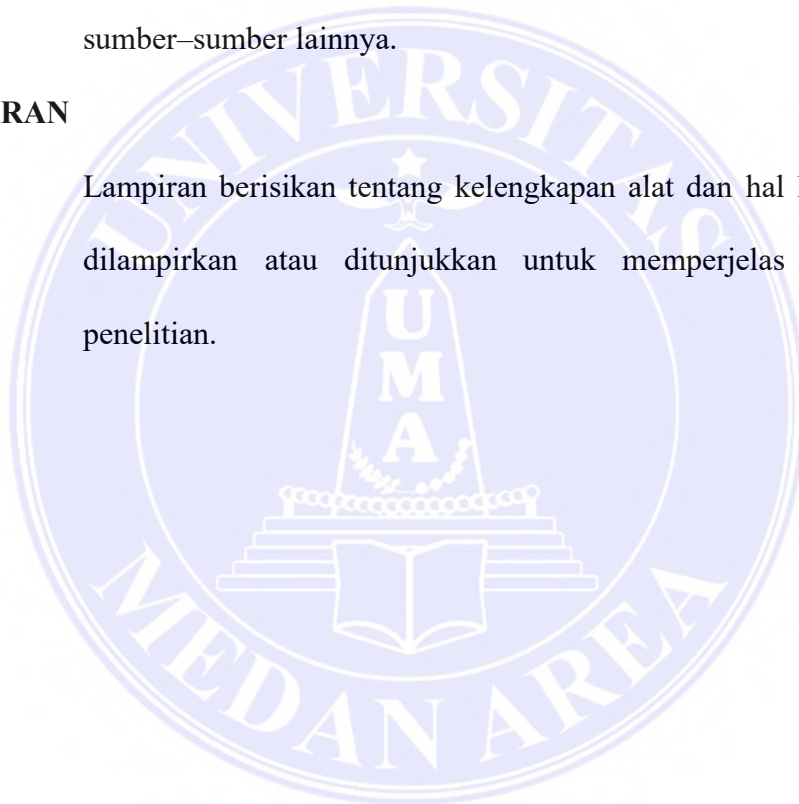 sumber–sumber lainnya.
RAN
Lampiran berisikan tentang kelengkapan alat dan hal
dilampirkan atau ditunjukkan untuk memperjelas
penelitian.
UNIVERSITAS
UMA
MEDAN AREA